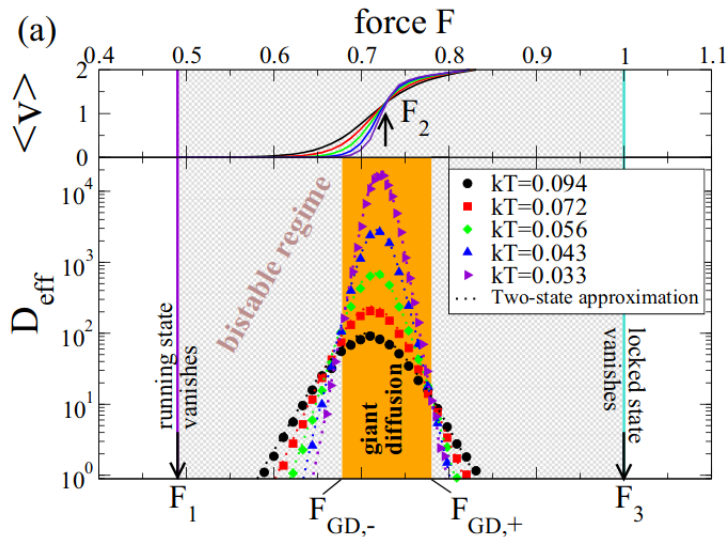 (a)
force F
0.4 0.5 0.6 0.7 0.8 0.9 1 1.1
<v>
2
1
0
F2
D_eff
10^4
10^3
10^2
10^1
10^0
bistable regime
kT=0.094
kT=0.072
kT=0.056
kT=0.043
kT=0.033
Two-state approximation
running state
vanishes
giant
diffusion
locked state
vanishes
F1
F_GD,-
F_GD,+
F3